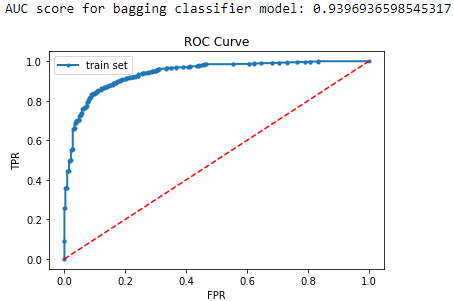 AUC score for bagging classifier model: 0.9396936598545317
ROC Curve
train set
1.0
0.8
0.6
0.4
0.2
0.0
TPR
0.0 0.2 0.4 0.6 0.8 1.0
FPR